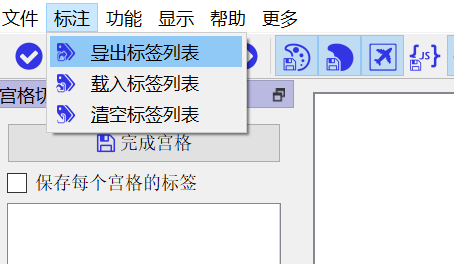 文件 标注 功能 显示 帮助 更多
导出标签列表
{JS}
载入标签列表
宫格切
清空标签列表
完成宫格
保存每个宫格的标签